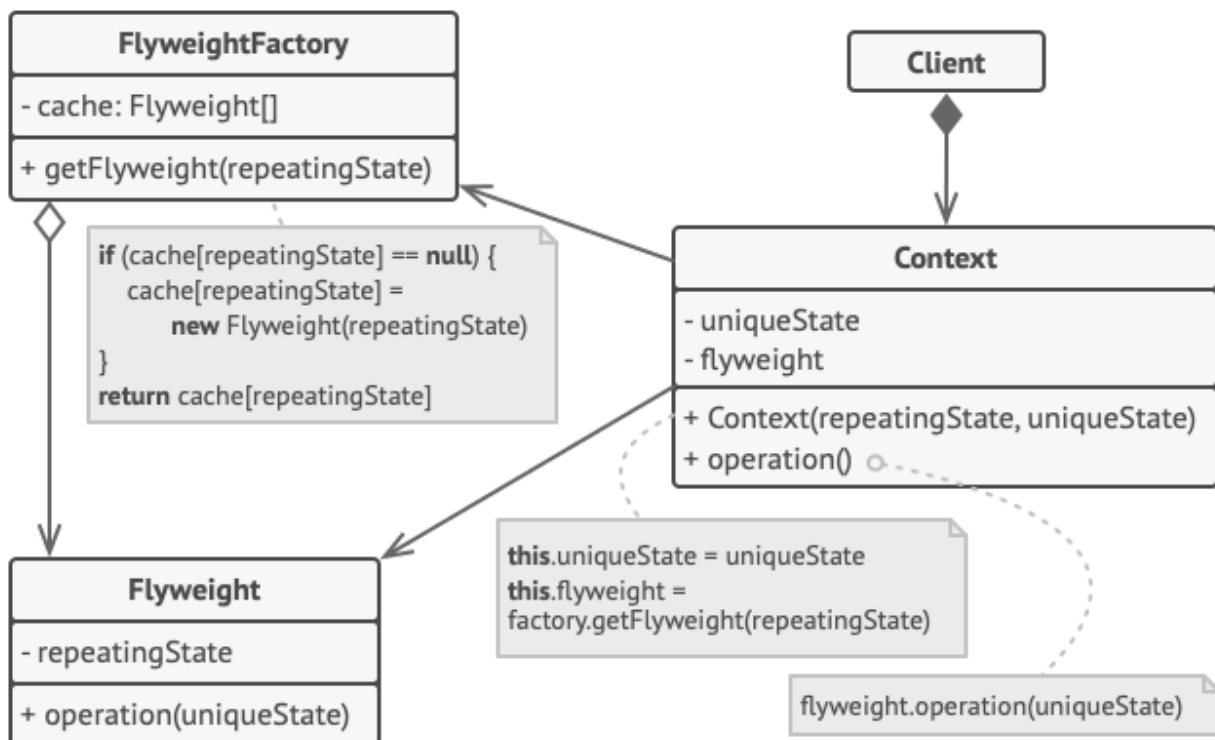 FlyweightFactory
- cache: Flyweight[]
+ getFlyweight(repeatingState)
if (cache[repeatingState] == null) {
cache[repeatingState] =
new Flyweight(repeatingState)
}
return cache[repeatingState]
Client
Context
- uniqueState
- flyweight
+ Context(repeatingState, uniqueState)
+ operation()
this.uniqueState = uniqueState
this.flyweight =
factory.getFlyweight(repeatingState)
flyweight.operation(uniqueState)
Flyweight
- repeatingState
+ operation(uniqueState)